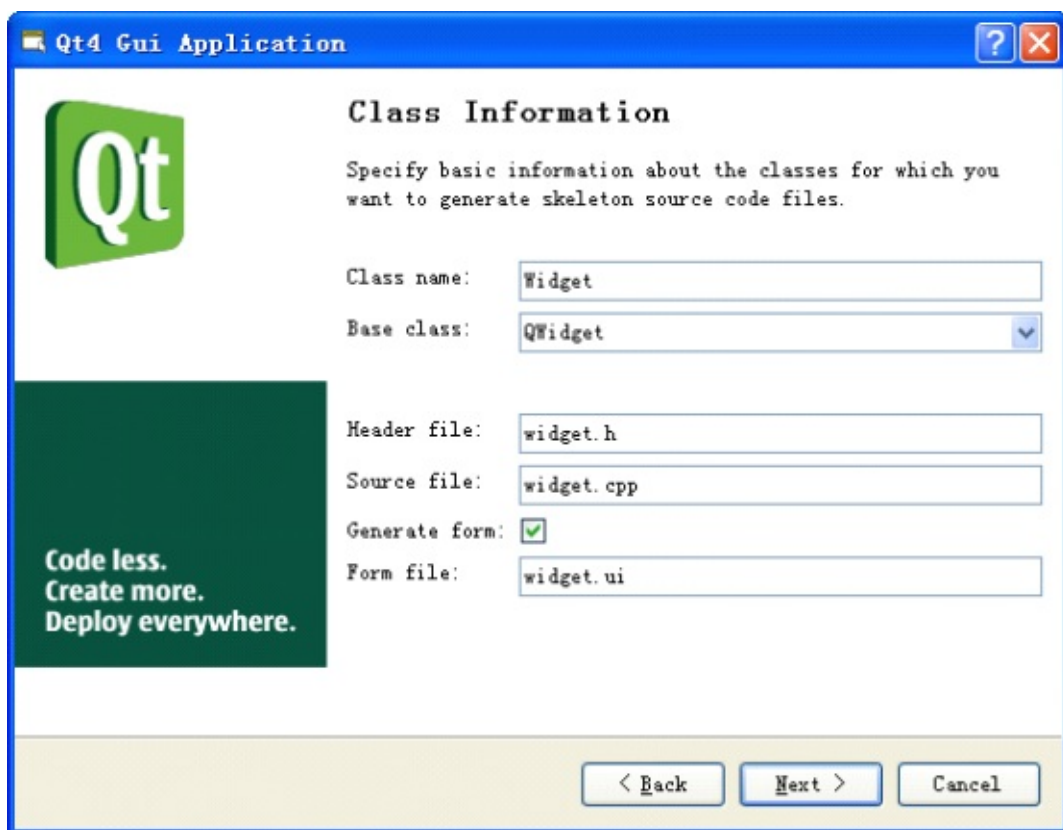 Qt4 Gui Application
Qt
Class Information
Specify basic information about the classes for which you
want to generate skeleton source code files.
Class name: Widget
Base class: QWidget
Header file: widget.h
Source file: widget.cpp
Generate form:
Form file: widget.ui
Code less.
Create more.
Deploy everywhere.
< Back Next > Cancel